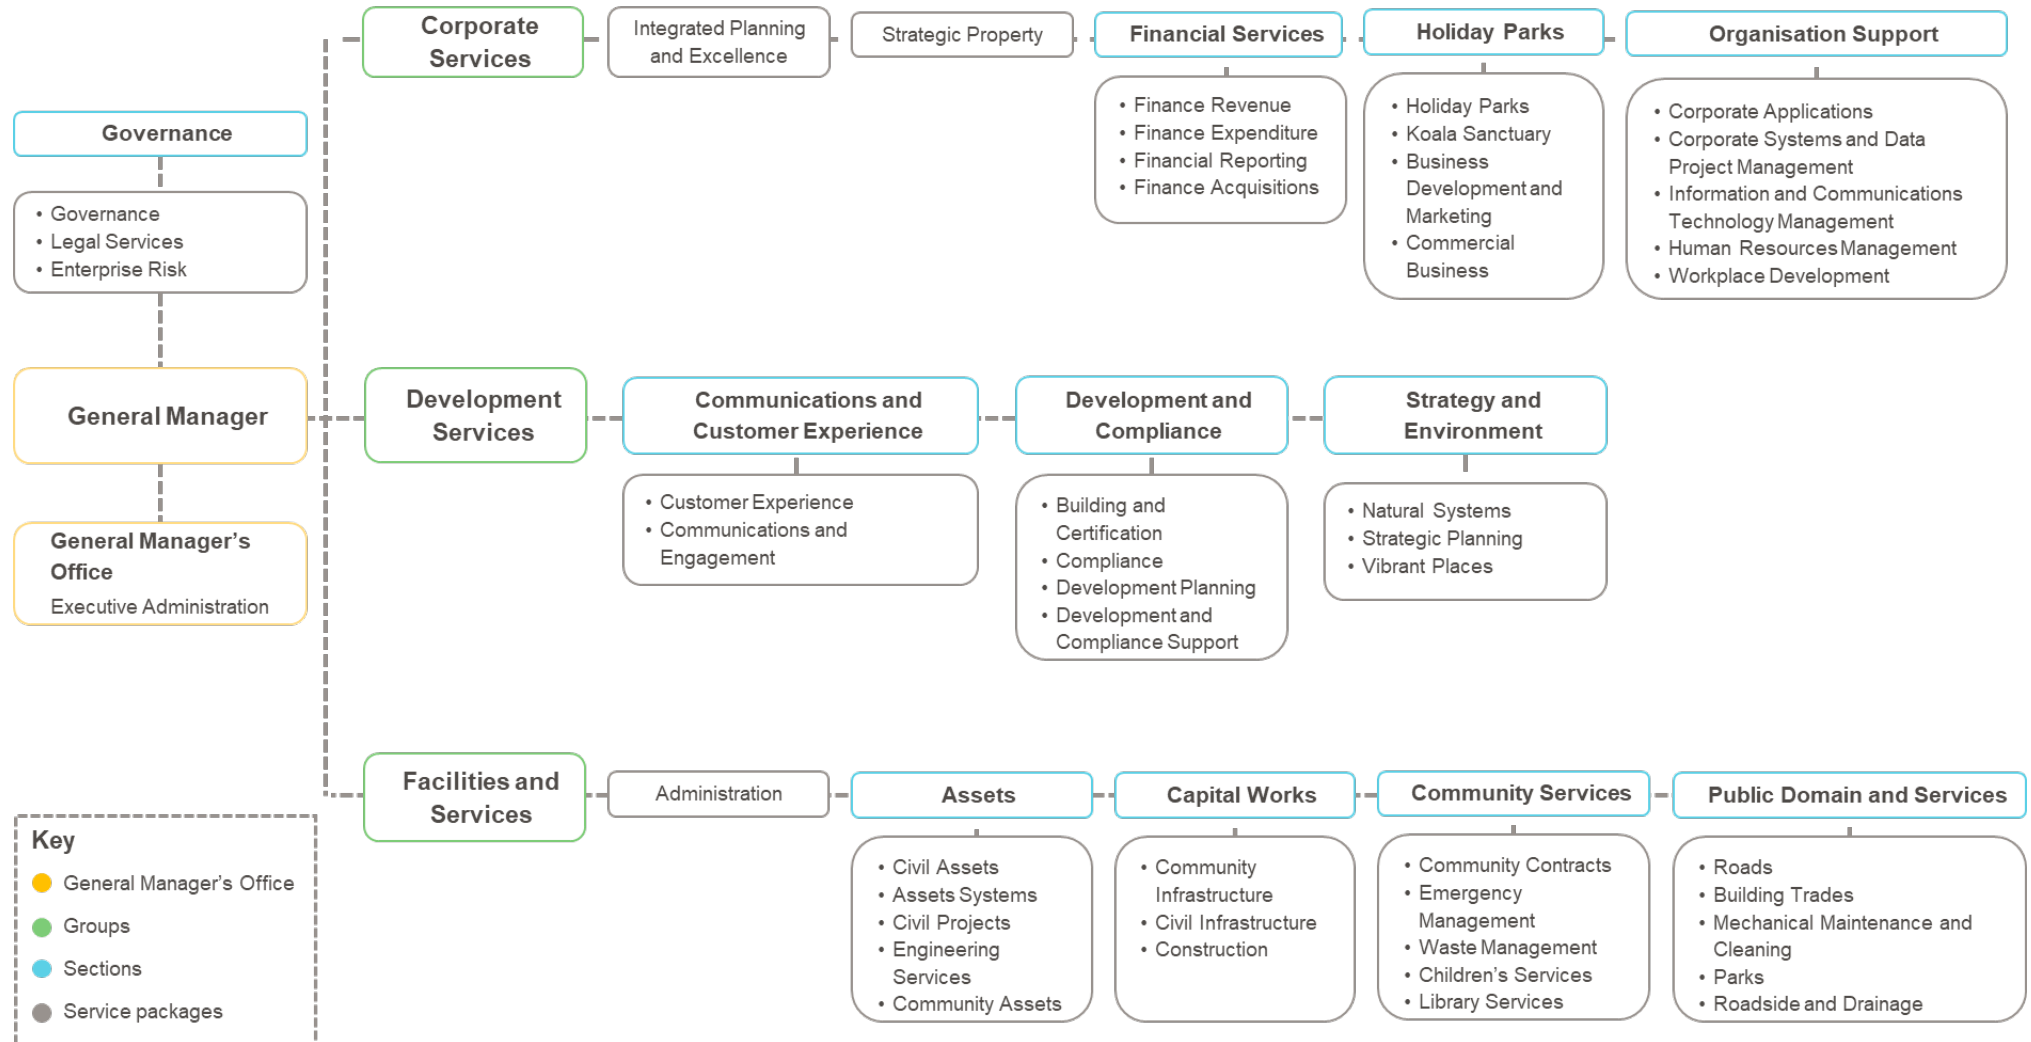 Corporate
Services
Integrated Planning
and Excellence
Strategic Property
Financial Services
• Finance Revenue
• Finance Expenditure
• Financial Reporting
• Finance Acquisitions
Holiday Parks
• Holiday Parks
• Koala Sanctuary
• Business
Development and
Marketing
• Commercial
Business
Organisation Support
• Corporate Applications
• Corporate Systems and Data
Project Management
• Information and Communications
Technology Management
• Human Resources Management
• Workplace Development
Governance
• Governance
• Legal Services
• Enterprise Risk
General Manager
General Manager’s
Office
Executive Administration
Development
Services
Communications and
Customer Experience
• Customer Experience
• Communications and
Engagement
Development and
Compliance
• Building and
Certification
• Compliance
• Development Planning
• Development and
Compliance Support
Strategy and
Environment
• Natural Systems
• Strategic Planning
• Vibrant Places
Facilities and
Services
Administration
Assets
• Civil Assets
• Assets Systems
• Civil Projects
• Engineering
Services
• Community Assets
Capital Works
• Community
Infrastructure
• Civil Infrastructure
• Construction
Community Services
• Community Contracts
• Emergency
Management
• Waste Management
• Children’s Services
• Library Services
Public Domain and Services
• Roads
• Building Trades
• Mechanical Maintenance and
Cleaning
• Parks
• Roadside and Drainage
Key
General Manager’s Office
Groups
Sections
Service packages